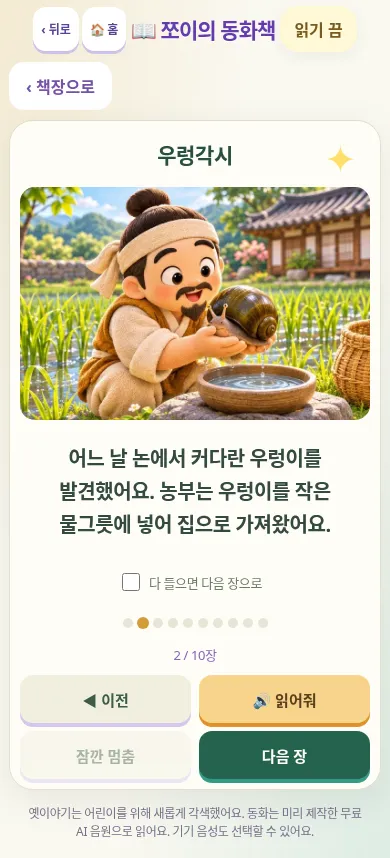 ‹ 뒤로
🏠 홈
📖 쪼이의 동화책
읽기 끔
‹ 책장으로
우렁각시
어느 날 논에서 커다란 우렁이를
발견했어요. 농부는 우렁이를 작은
물그릇에 넣어 집으로 가져왔어요.
다 들으면 다음 장으로
2 / 10장
◀ 이전
🔊 읽어줘
잠깐 멈춤
다음 장
옛이야기는 어린이를 위해 새롭게 각색했어요. 동화는 미리 제작한 무료
AI 음원으로 읽어요. 기기 음성도 선택할 수 있어요.